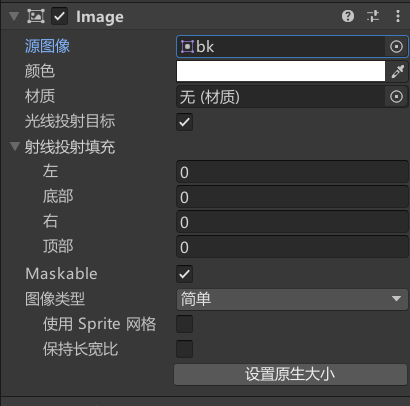 Image
源图像 bk
颜色
材质 无 (材质)
光线投射目标
射线投射填充
左 0
底部 0
右 0
顶部 0
Maskable
图像类型 简单
使用 Sprite 网格
保持长宽比
设置原生大小